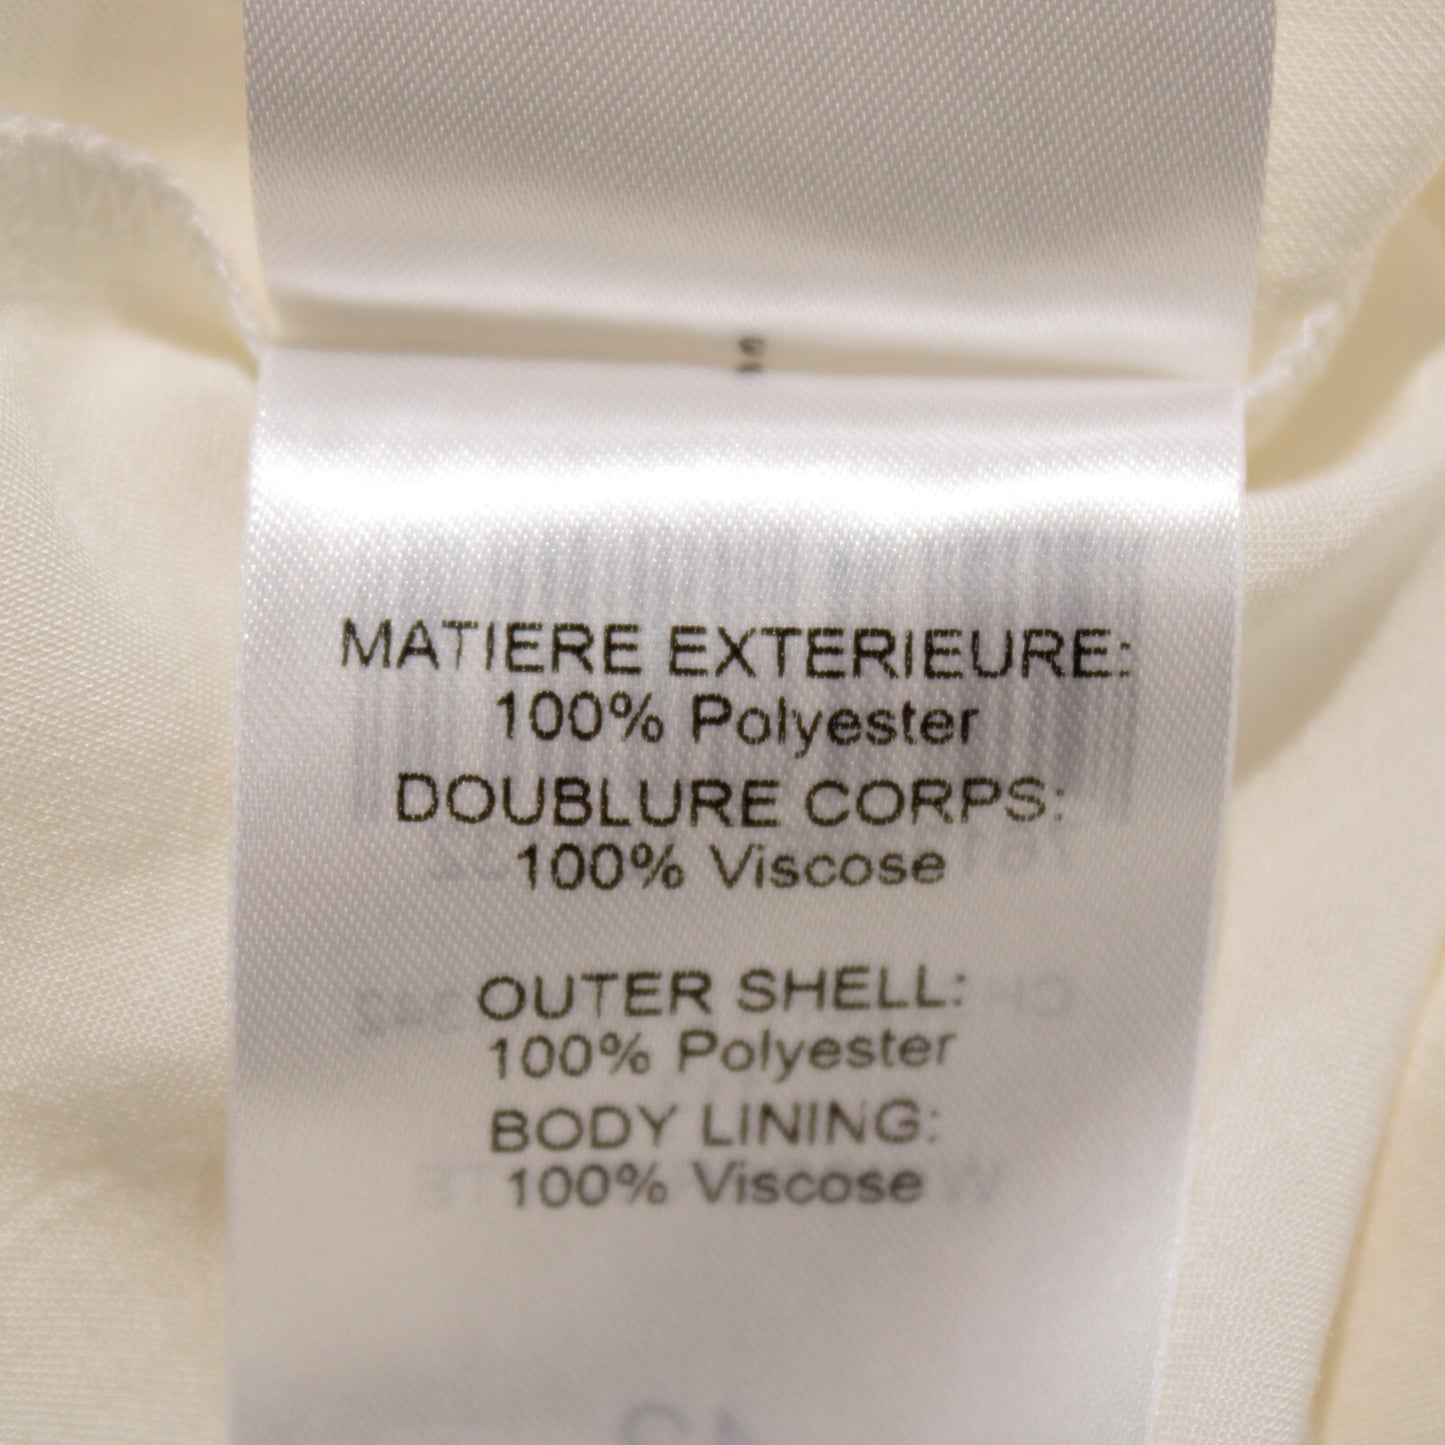 MATIERE EXTERIEURE:
100% Polyester
DOUBLURE CORPS:
100% Viscose
OUTER SHELL:
100% Polyester
BODY LINING:
100% Viscose